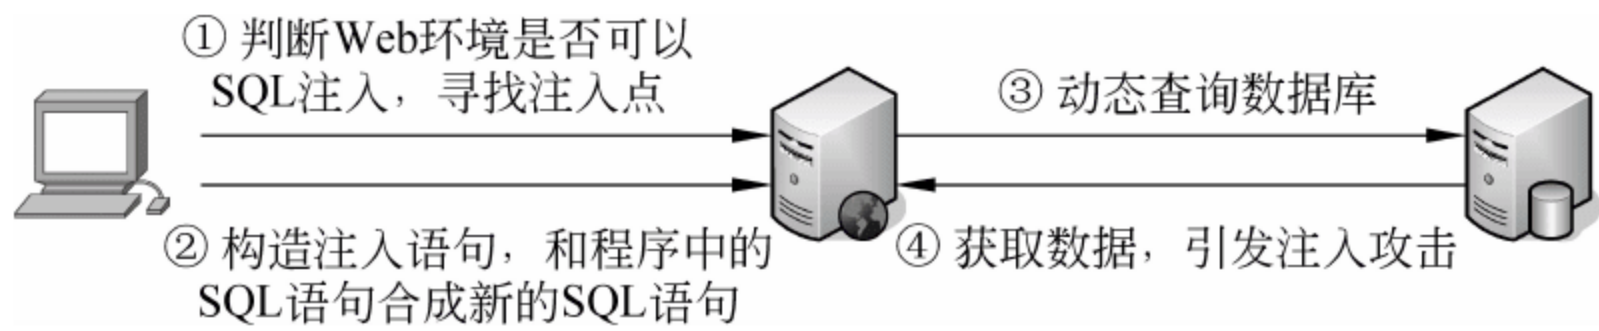 ① 判断Web环境是否可以
SQL注入，寻找注入点
③ 动态查询数据库
② 构造注入语句，和程序中的
SQL语句合成新的SQL语句
④ 获取数据，引发注入攻击